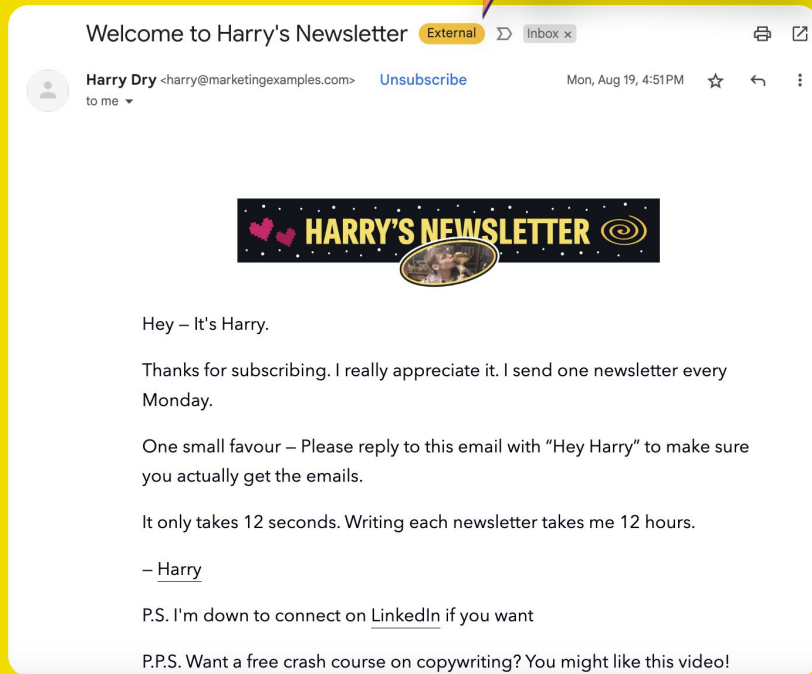 Welcome to Harry's Newsletter External Inbox ×
Harry Dry <harry@marketingexamples.com> Unsubscribe Mon, Aug 19, 4:51 PM
to me
HARRY'S NEWSLETTER
Hey – It's Harry.
Thanks for subscribing. I really appreciate it. I send one newsletter every
Monday.
One small favour – Please reply to this email with “Hey Harry” to make sure
you actually get the emails.
It only takes 12 seconds. Writing each newsletter takes me 12 hours.
– Harry
P.S. I'm down to connect on LinkedIn if you want
P.P.S. Want a free crash course on copywriting? You might like this video!